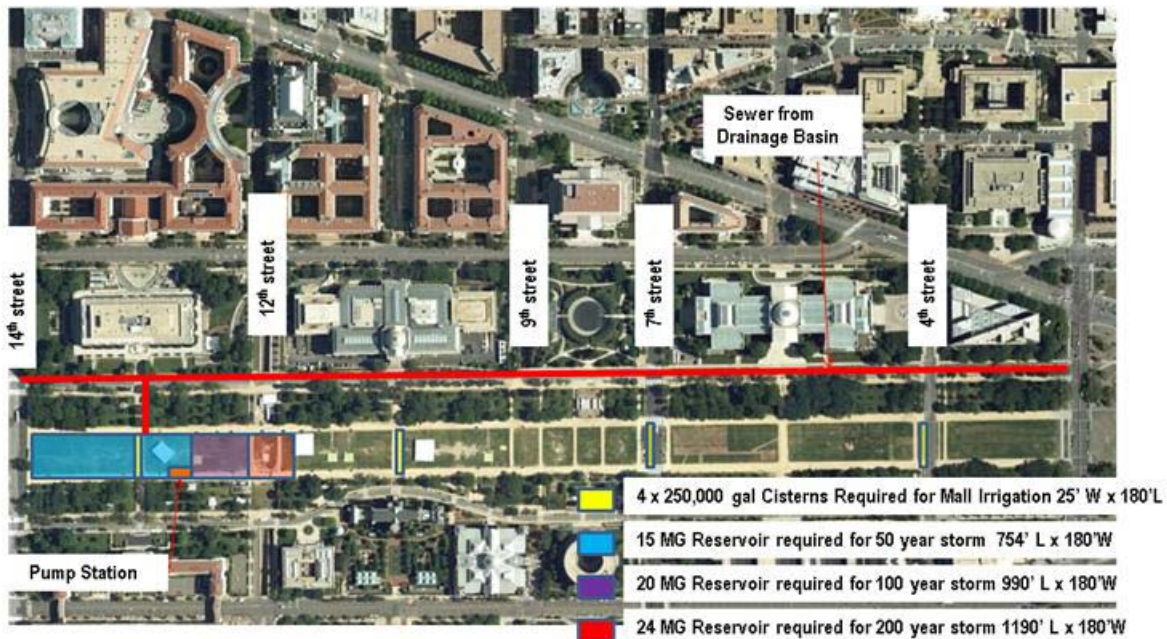 Sewer from
Drainage Basin
14th street
12th street
9th street
7th street
4th street
Pump Station
4 x 250,000 gal Cisterns Required for Mall Irrigation 25' W x 180'L
15 MG Reservoir required for 50 year storm 754' L x 180'W
20 MG Reservoir required for 100 year storm 990' L x 180'W
24 MG Reservoir required for 200 year storm 1190' L x 180'W